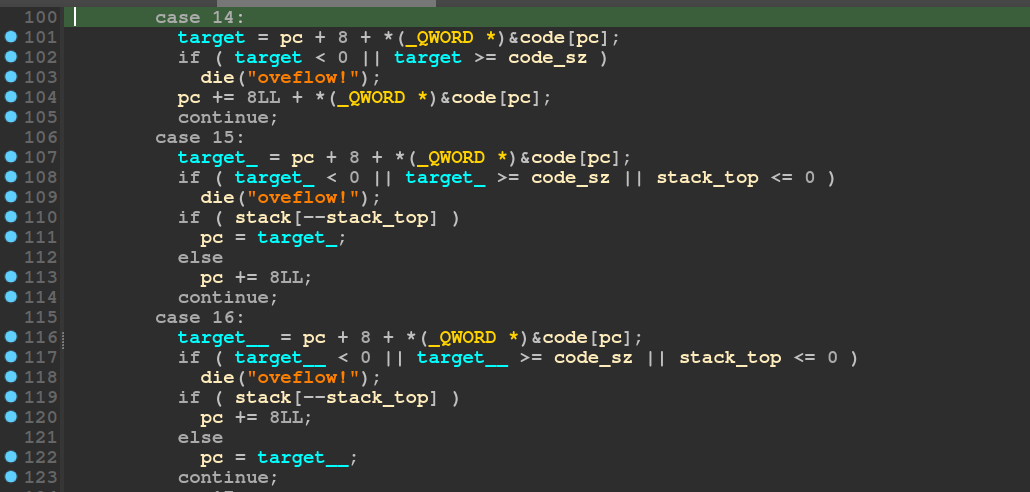 100 case 14:
101 target = pc + 8 + *(_QWORD *)&code[pc];
102 if ( target < 0 || target >= code_sz )
103 die("oveflow!");
104 pc += 8LL + *(_QWORD *)&code[pc];
105 continue;
106 case 15:
107 target_ = pc + 8 + *(_QWORD *)&code[pc];
108 if ( target_ < 0 || target_ >= code_sz || stack_top <= 0 )
109 die("oveflow!");
110 if ( stack[--stack_top] )
111 pc = target_;
112 else
113 pc += 8LL;
114 continue;
115 case 16:
116 target__ = pc + 8 + *(_QWORD *)&code[pc];
117 if ( target__ < 0 || target__ >= code_sz || stack_top <= 0 )
118 die("oveflow!");
119 if ( stack[--stack_top] )
120 pc += 8LL;
121 else
122 pc = target__;
123 continue;